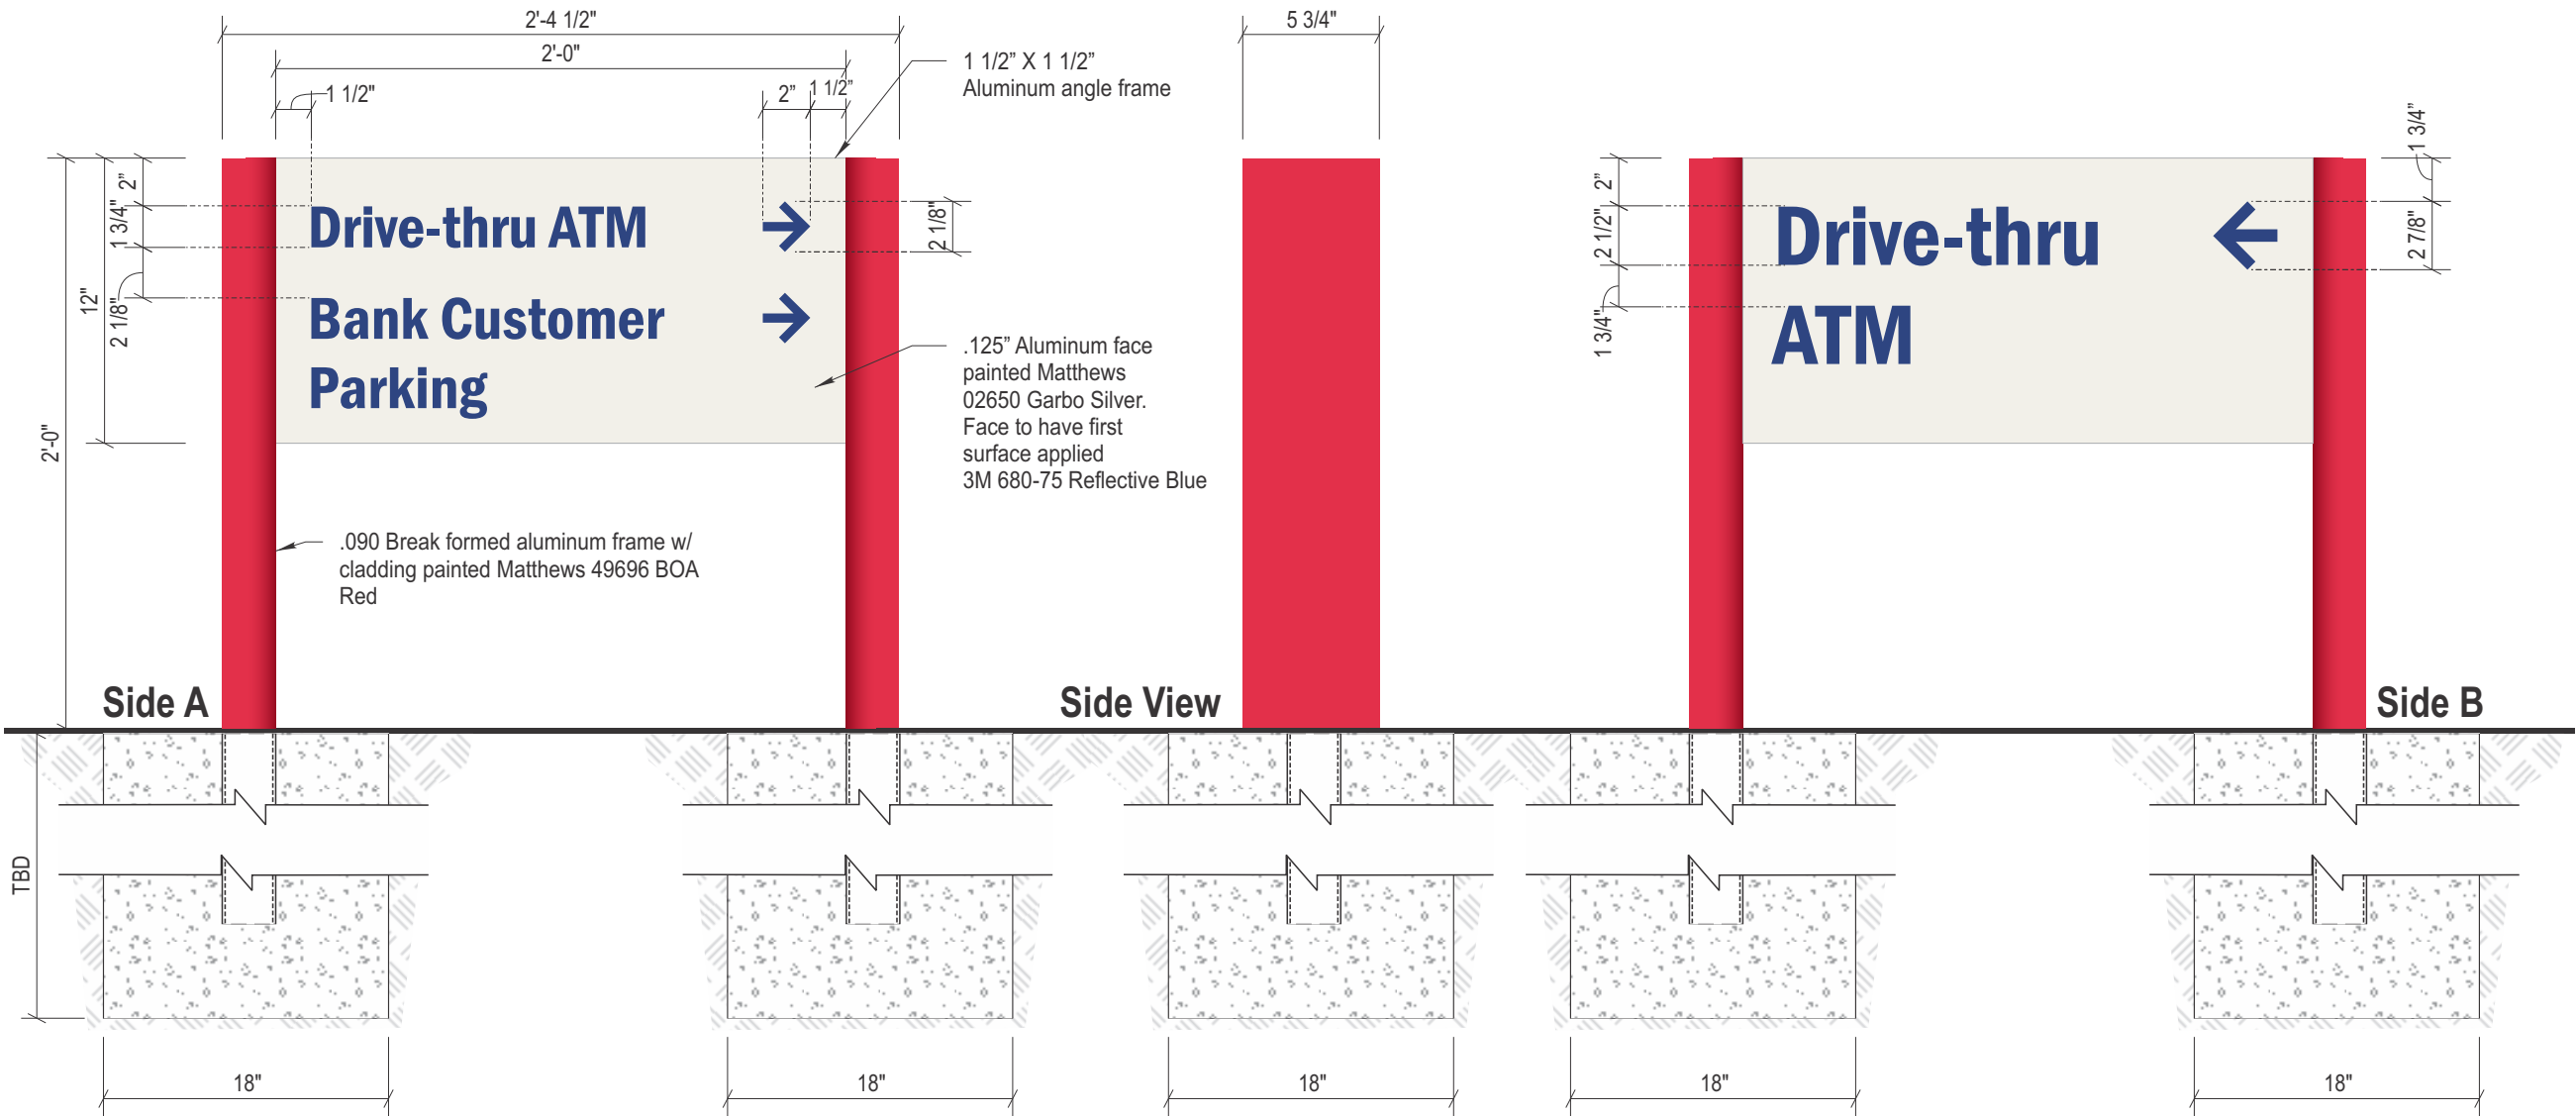 2'-4 1/2"
5 3/4"
2'-0"
1 1/2"
2”
1 1/2”
1 1/2” X 1 1/2”
Aluminum angle frame
2”
1 3/4"
2 1/8"
12"
2'-0"
Drive-thru ATM
Bank Customer
Parking
2 1/8"
.125” Aluminum face
painted Matthews
02650 Garbo Silver.
Face to have first
surface applied
3M 680-75 Reflective Blue
.090 Break formed aluminum frame w/
cladding painted Matthews 49696 BOA
Red
2”
2 1/2"
1 3/4"
Drive-thru
ATM
1 3/4"
2 7/8"
Side A
Side View
Side B
TBD
18"
18"
18"
18"
18"